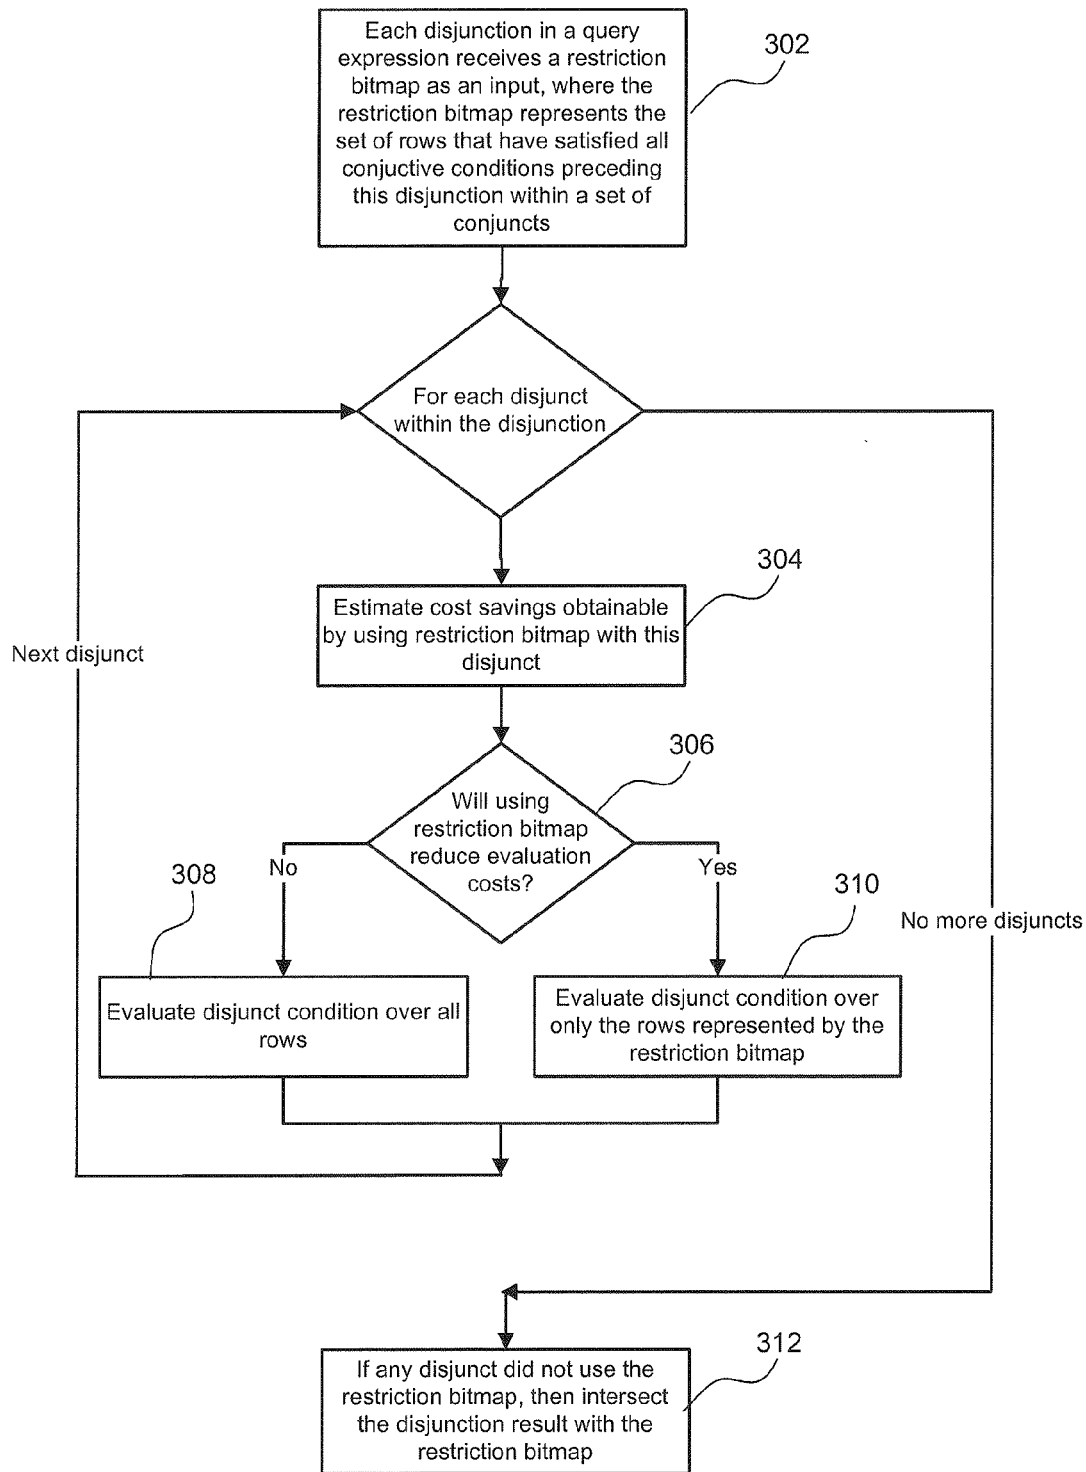 Each disjunction in a query
expression receives a restriction
bitmap as an input, where the
restriction bitmap represents the
set of rows that have satisfied all
conjuctive conditions preceding
this disjunction within a set of
conjuncts
302
For each disjunct
within the disjunction
304
Estimate cost savings obtainable
by using restriction bitmap with this
disjunct
Next disjunct
306
Will using
restriction bitmap
reduce evaluation
costs?
No
Yes
308
310
No more disjuncts
Evaluate disjunct condition over all
rows
Evaluate disjunct condition over
only the rows represented by the
restriction bitmap
312
If any disjunct did not use the
restriction bitmap, then intersect
the disjunction result with the
restriction bitmap